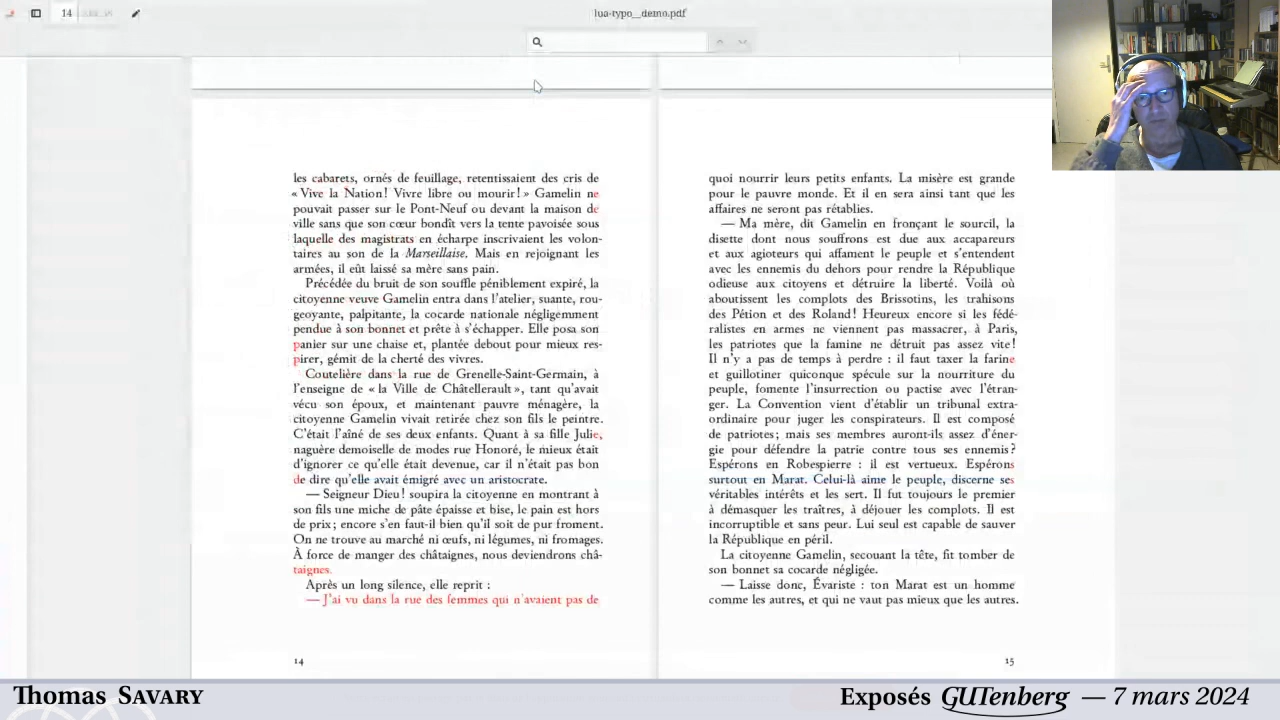 14
lua-typo__demo.pdf
les cabarets, ornés de feuillage, retentissaient des cris de
« Vive la Nation ! Vivre libre ou mourir ! » Gamelin ne
pouvait passer sur le Pont-Neuf ou devant la maison de
ville sans que son cœur bondît vers la tente pavoisée sous
laquelle des magistrats en écharpe inscrivaient les volon-
taires au son de la Marseillaise. Mais en rejoignant les
armées, il eût laissé sa mère sans pain.
Précédée du bruit de son souffle péniblement expiré, la
citoyenne veuve Gamelin entra dans l'atelier, suante, rou-
geoyante, palpitante, la cocarde nationale négligemment
pendue à son bonnet et prête à s'échapper. Elle posa son
panier sur une chaise et, plantée debout pour mieux res-
pirer, gémit de la cherté des vivres.
Coutelière dans la rue de Grenelle-Saint-Germain, à
l'enseigne de « la Ville de Châtellerault », tant qu'avait
vécu son époux, et maintenant pauvre ménagère, la
citoyenne Gamelin vivait retirée chez son fils le peintre.
C'était l'aîné de ses deux enfants. Quant à sa fille Julie,
naguère demoiselle de modes rue Honoré, le mieux était
d'ignorer ce qu'elle était devenue, car il n'était pas bon
de dire qu'elle avait émigré avec un aristocrate.
— Seigneur Dieu ! soupira la citoyenne en montrant à
son fils une miche de pâte épaisse et bise, le pain est hors
de prix ; encore s'en faut-il bien qu'il soit de pur froment.
On ne trouve au marché ni œufs, ni légumes, ni fromages.
À force de manger des châtaignes, nous deviendrons châ-
taignes.
Après un long silence, elle reprit :
— J'ai vu dans la rue des femmes qui n'avaient pas de
14
quoi nourrir leurs petits enfants. La misère est grande
pour le pauvre monde. Et il en sera ainsi tant que les
affaires ne seront pas rétablies.
— Ma mère, dit Gamelin en fronçant le sourcil, la
disette dont nous souffrons est due aux accapareurs
et aux agioteurs qui affament le peuple et s'entendent
avec les ennemis du dehors pour rendre la République
odieuse aux citoyens et détruire la liberté. Voilà où
aboutissent les complots des Brissotins, les trahisons
des Pétion et des Roland ! Heureux encore si les fédé-
ralistes en armes ne viennent pas massacrer, à Paris,
les patriotes que la famine ne détruit pas assez vite !
Il n'y a pas de temps à perdre : il faut taxer la farine
et guillotiner quiconque spécule sur la nourriture du
peuple, fomente l'insurrection ou pactise avec l'étran-
ger. La Convention vient d'établir un tribunal extra-
ordinaire pour juger les conspirateurs. Il est composé
de patriotes ; mais ses membres auront-ils assez d'éner-
gie pour défendre la patrie contre tous ses ennemis ?
Espérons en Robespierre : il est vertueux. Espérons
surtout en Marat. Celui-là aime le peuple, discerne ses
véritables intérêts et les sert. Il fut toujours le premier
à démasquer les traîtres, à déjouer les complots. Il est
incorruptible et sans peur. Lui seul est capable de sauver
la République en péril.
La citoyenne Gamelin, secouant la tête, fit tomber de
son bonnet sa cocarde négligée.
— Laisse donc, Évariste : ton Marat est un homme
comme les autres, et qui ne vaut pas mieux que les autres.
15
Thomas SAVARY
Exposés GUTenberg — 7 mars 2024